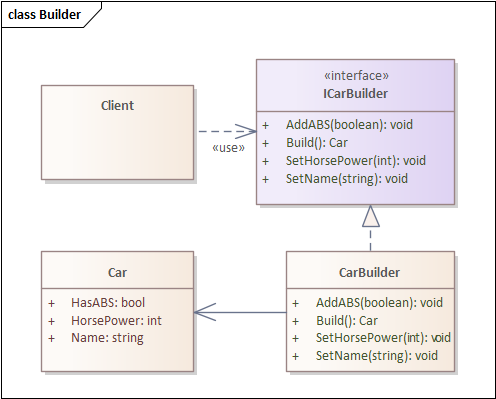 class Builder
Client
«use»
«interface»
ICarBuilder
+ AddABS(boolean): void
+ Build(): Car
+ SetHorsePower(int): void
+ SetName(string): void
Car
+ HasABS: bool
+ HorsePower: int
+ Name: string
CarBuilder
+ AddABS(boolean): void
+ Build(): Car
+ SetHorsePower(int): void
+ SetName(string): void